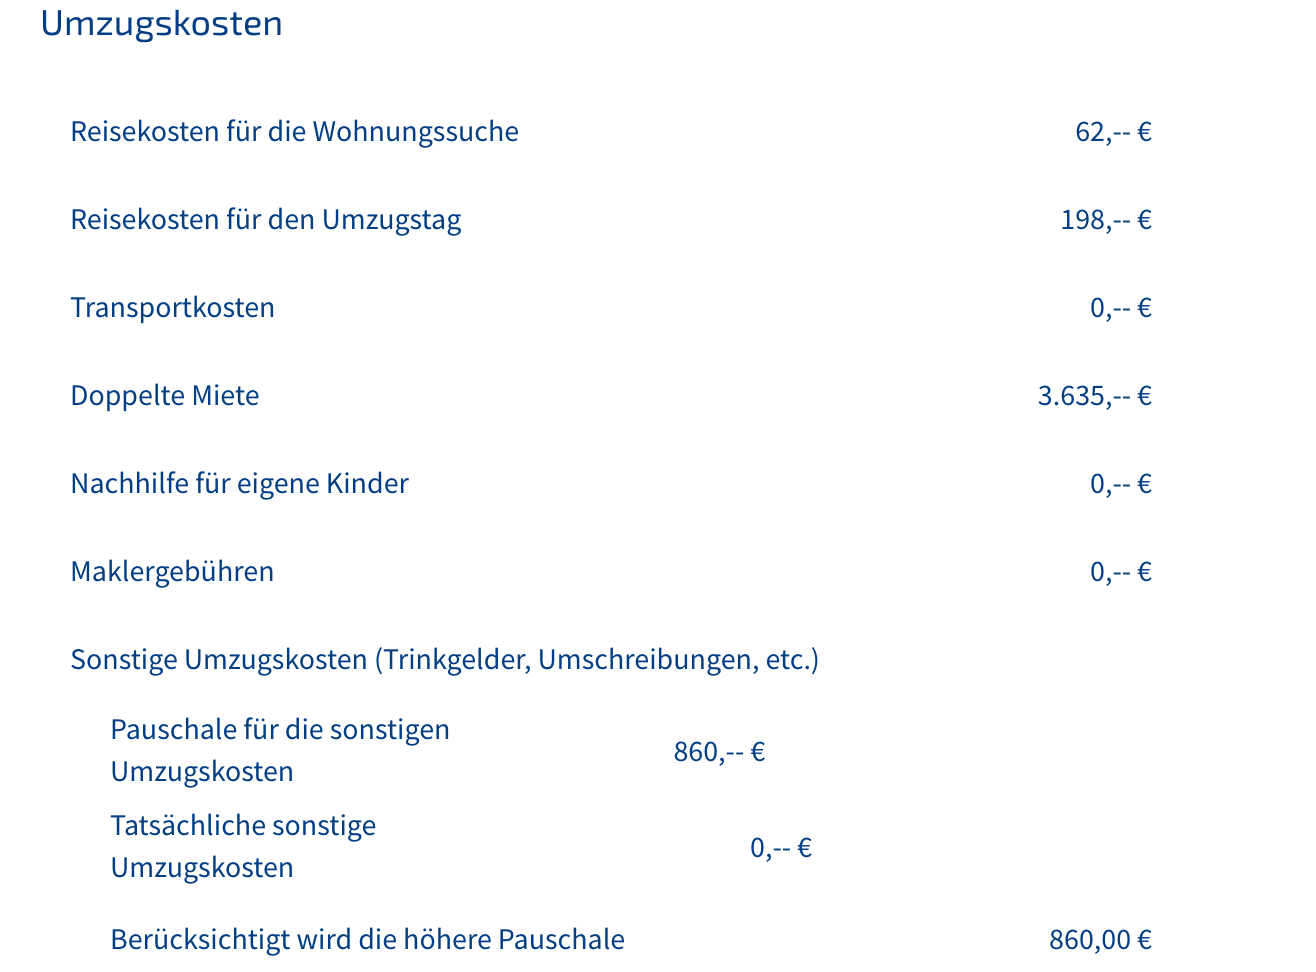 Umzugskosten
Reisekosten für die Wohnungssuche 62,-- €
Reisekosten für den Umzugstag 198,-- €
Transportkosten 0,-- €
Doppelte Miete 3.635,-- €
Nachhilfe für eigene Kinder 0,-- €
Maklergebühren 0,-- €
Sonstige Umzugskosten (Trinkgelder, Umschreibungen, etc.)
Pauschale für die sonstigen
Umzugskosten 860,-- €
Tatsächliche sonstige
Umzugskosten 0,-- €
Berücksichtigt wird die höhere Pauschale 860,00 €